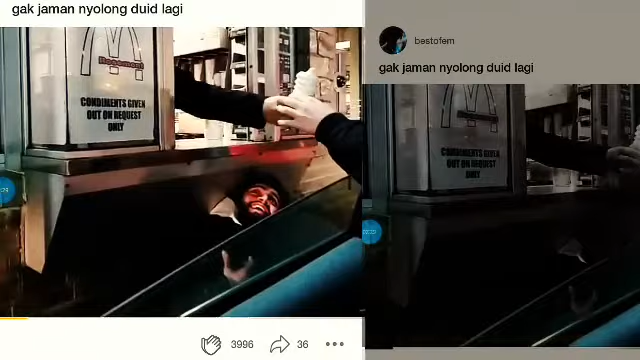 gak jaman nyolong duid lagi
Basement
CONDIMENTS GIVEN
OUT ON REQUEST
ONLY
3996
36
bestofem
gak jaman nyolong duid lagi
CONDIMENTS GIVEN
OUT ON REQUEST
ONLY